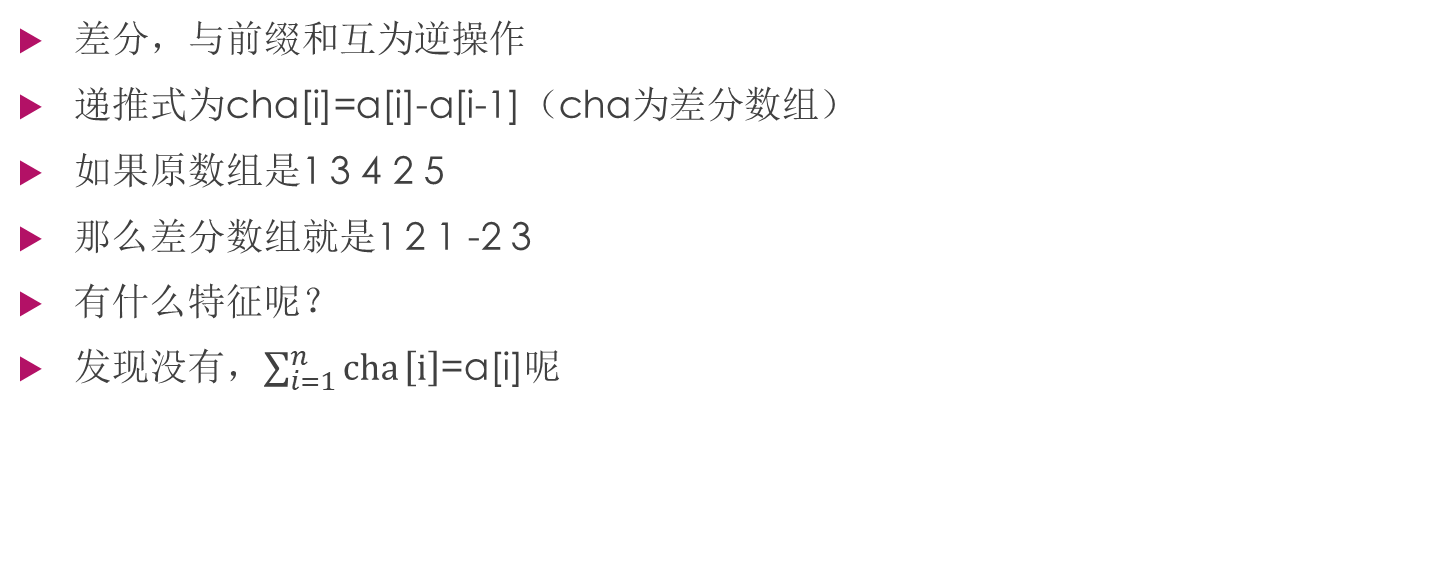 差分，与前缀和互为逆操作
递推式为cha[i]=a[i]-a[i-1]（cha为差分数组）
如果原数组是1 3 4 2 5
那么差分数组就是1 2 1 -2 3
有什么特征呢？
发现没有，∑_{i=1}^{n} cha[i]=a[i]呢